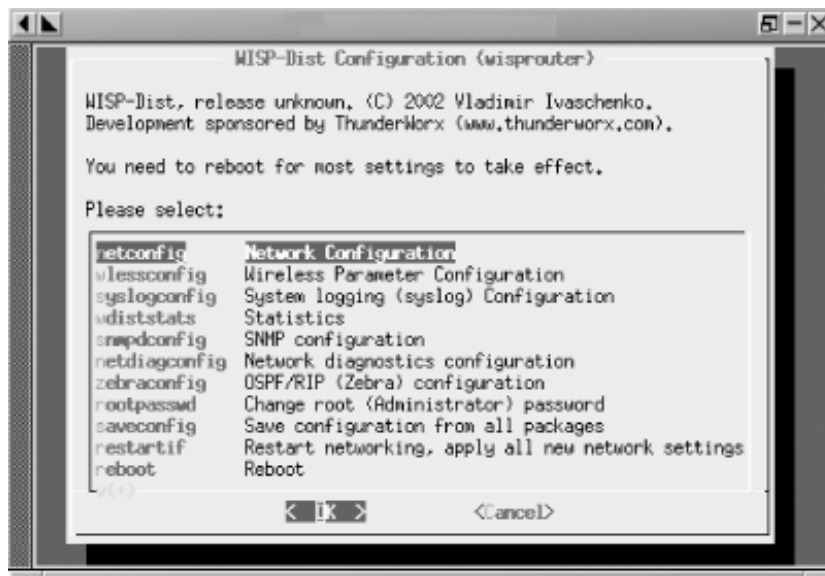 WISP-Dist Configuration (wisprouter)
WISP-Dist, release unknown. (C) 2002 Vladimir Ivaschenko.
Development sponsored by ThunderWorx (www.thunderworx.com).
You need to reboot for most settings to take effect.
Please select:
netconfig Network Configuration
wlessconfig Wireless Parameter Configuration
syslogconfig System logging (syslog) Configuration
wdiststats Statistics
snmpdconfig SNMP configuration
netdiagconfig Network diagnostics configuration
zebraconfig OSPF/RIP (Zebra) configuration
rootpasswd Change root (Administrator) password
saveconfig Save configuration from all packages
restartif Restart networking, apply all new network settings
reboot Reboot
v(+)
< OK > <Cancel>